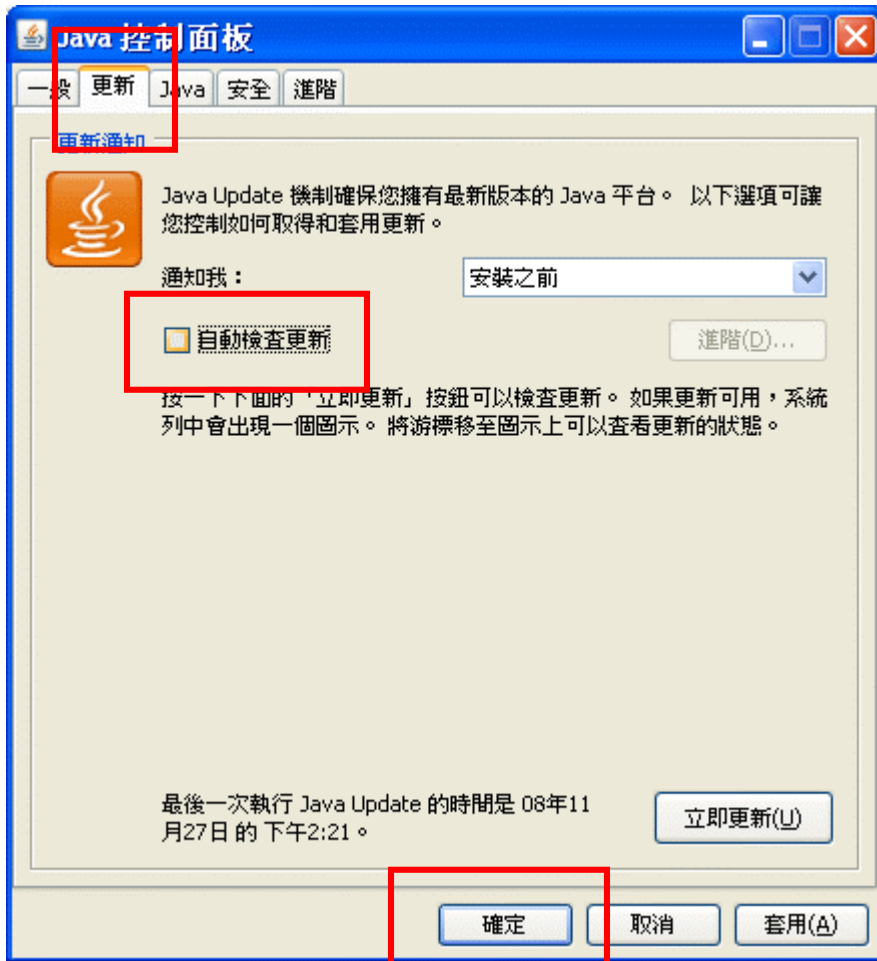 Java 控制面板
一般 更新 Java 安全 進階
更新通知
Java Update 機制確保您擁有最新版本的 Java 平台。 以下選項可讓
您控制如何取得和套用更新。
通知我： 安裝之前
自動檢查更新 進階(D)...
按一下下面的「立即更新」按鈕可以檢查更新。 如果更新可用，系統
列中會出現一個圖示。 將游標移至圖示上可以查看更新的狀態。
最後一次執行 Java Update 的時間是 08年11
月27日 的 下午2:21。
立即更新(U)
確定 取消 套用(A)